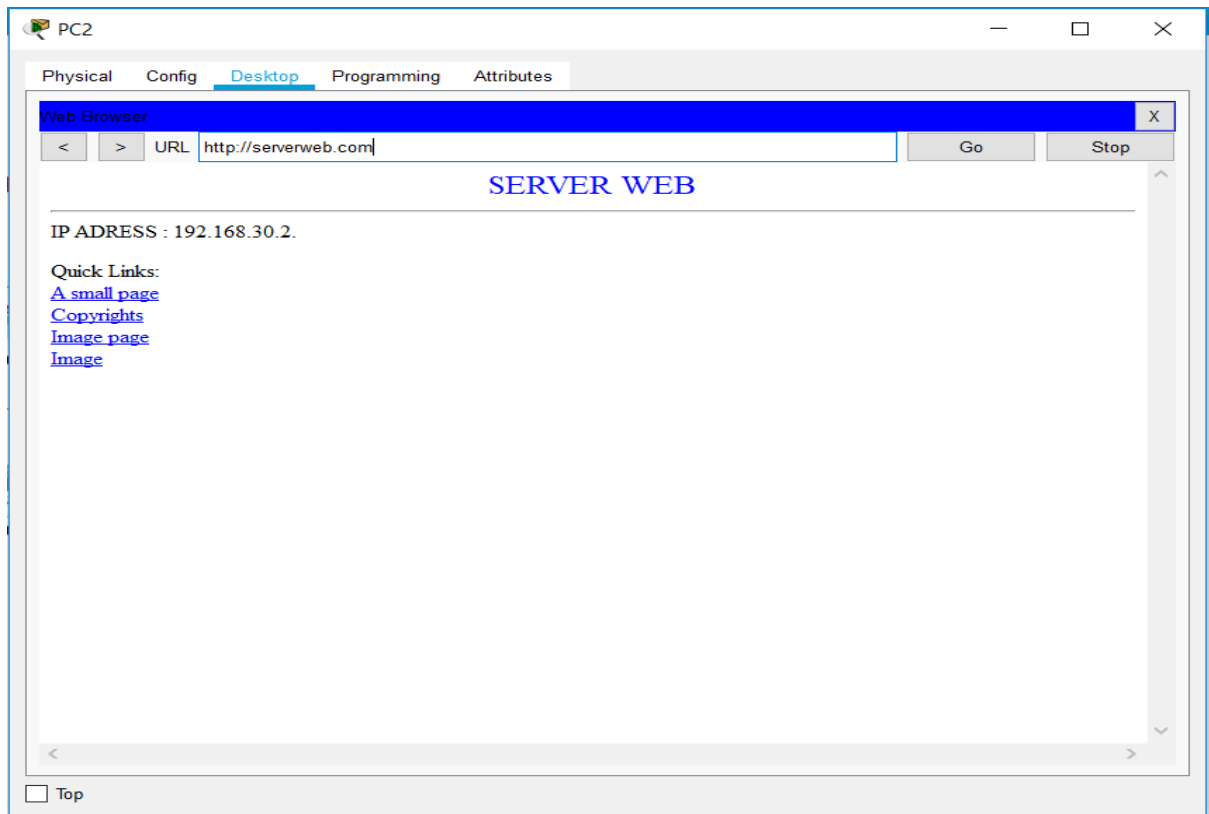 PC2
Physical Config Desktop Programming Attributes
Web Browser X
< > URL http://serverweb.com Go Stop
SERVER WEB
IP ADRESS : 192.168.30.2.
Quick Links:
A small page
Copyrights
Image page
Image
Top